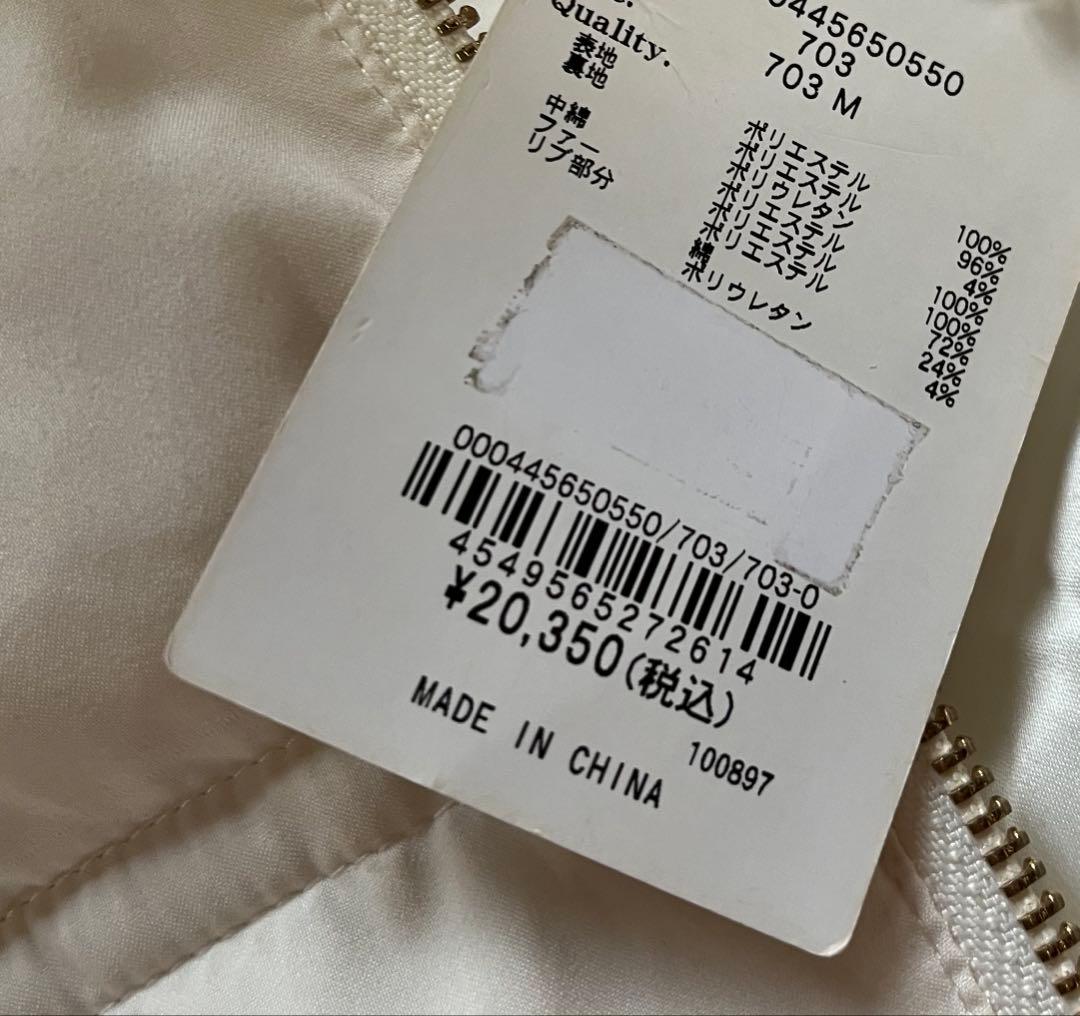 445650550
703
703 M
Quality.
表地 ポリエステル 100%
裏地 ポリエステル 96%
ポリウレタン 4%
中綿 ポリエステル 100%
ファー ポリエステル 100%
リブ部分 ポリエステル 72%
綿 24%
ポリウレタン 4%
000445650550/703/703-0
4549565272614
¥20,350(税込)
100897
MADE IN CHINA